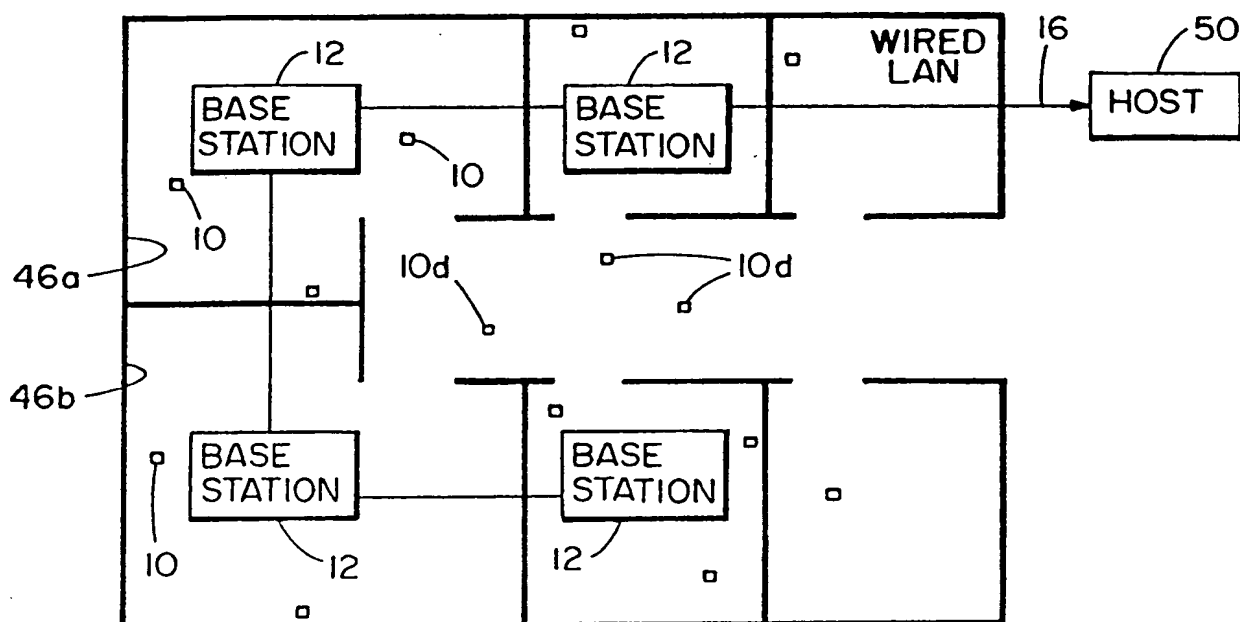 12
12
WIRED
LAN
16
50
BASE
STATION
BASE
STATION
HOST
10
10
46a
10d
10d
46b
BASE
STATION
BASE
STATION
10
12
12